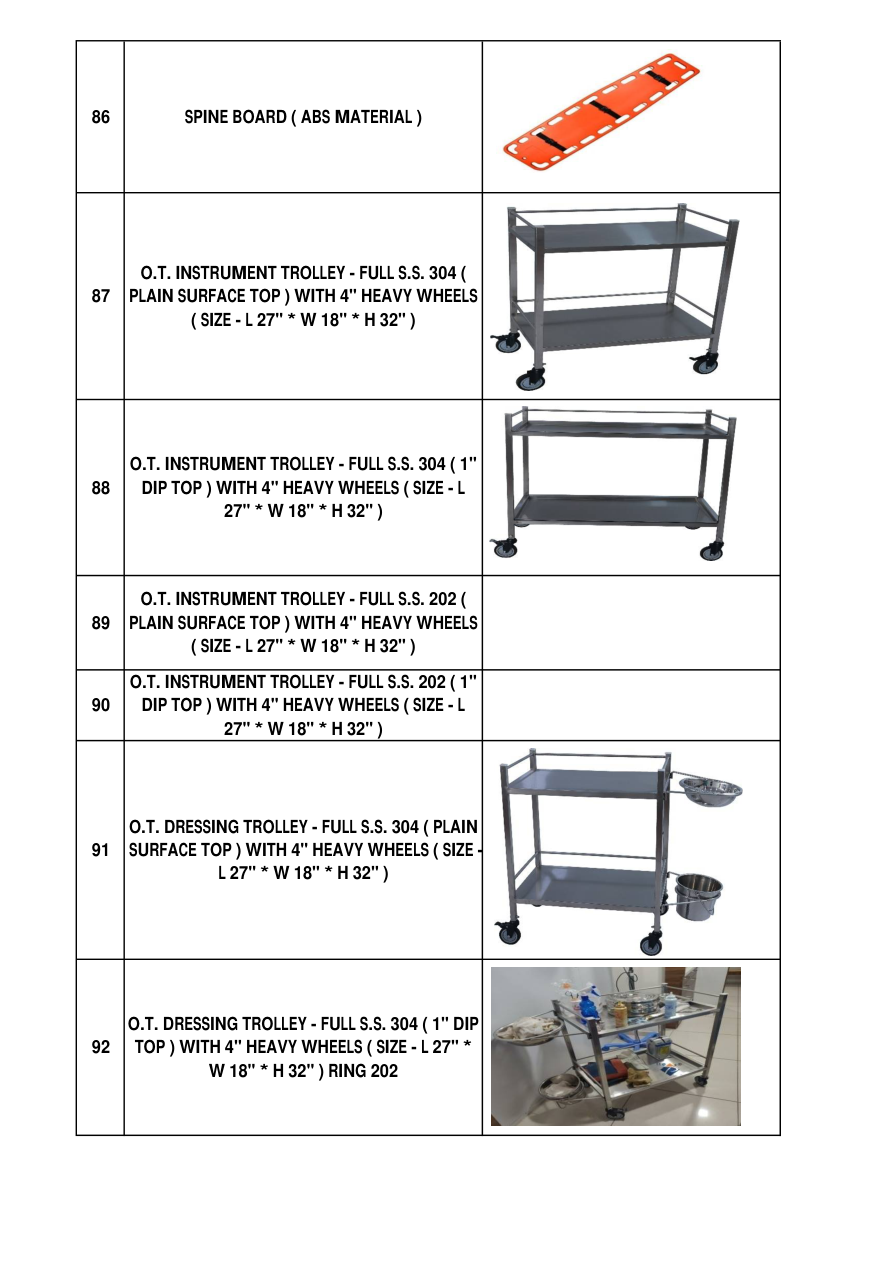 86
SPINE BOARD ( ABS MATERIAL )
87
O.T. INSTRUMENT TROLLEY - FULL S.S. 304 (
PLAIN SURFACE TOP ) WITH 4" HEAVY WHEELS
( SIZE - L 27" * W 18" * H 32" )
88
O.T. INSTRUMENT TROLLEY - FULL S.S. 304 ( 1"
DIP TOP ) WITH 4" HEAVY WHEELS ( SIZE - L
27" * W 18" * H 32" )
89
O.T. INSTRUMENT TROLLEY - FULL S.S. 202 (
PLAIN SURFACE TOP ) WITH 4" HEAVY WHEELS
( SIZE - L 27" * W 18" * H 32" )
90
O.T. INSTRUMENT TROLLEY - FULL S.S. 202 ( 1"
DIP TOP ) WITH 4" HEAVY WHEELS ( SIZE - L
27" * W 18" * H 32" )
91
O.T. DRESSING TROLLEY - FULL S.S. 304 ( PLAIN
SURFACE TOP ) WITH 4" HEAVY WHEELS ( SIZE -
L 27" * W 18" * H 32" )
92
O.T. DRESSING TROLLEY - FULL S.S. 304 ( 1" DIP
TOP ) WITH 4" HEAVY WHEELS ( SIZE - L 27" *
W 18" * H 32" ) RING 202